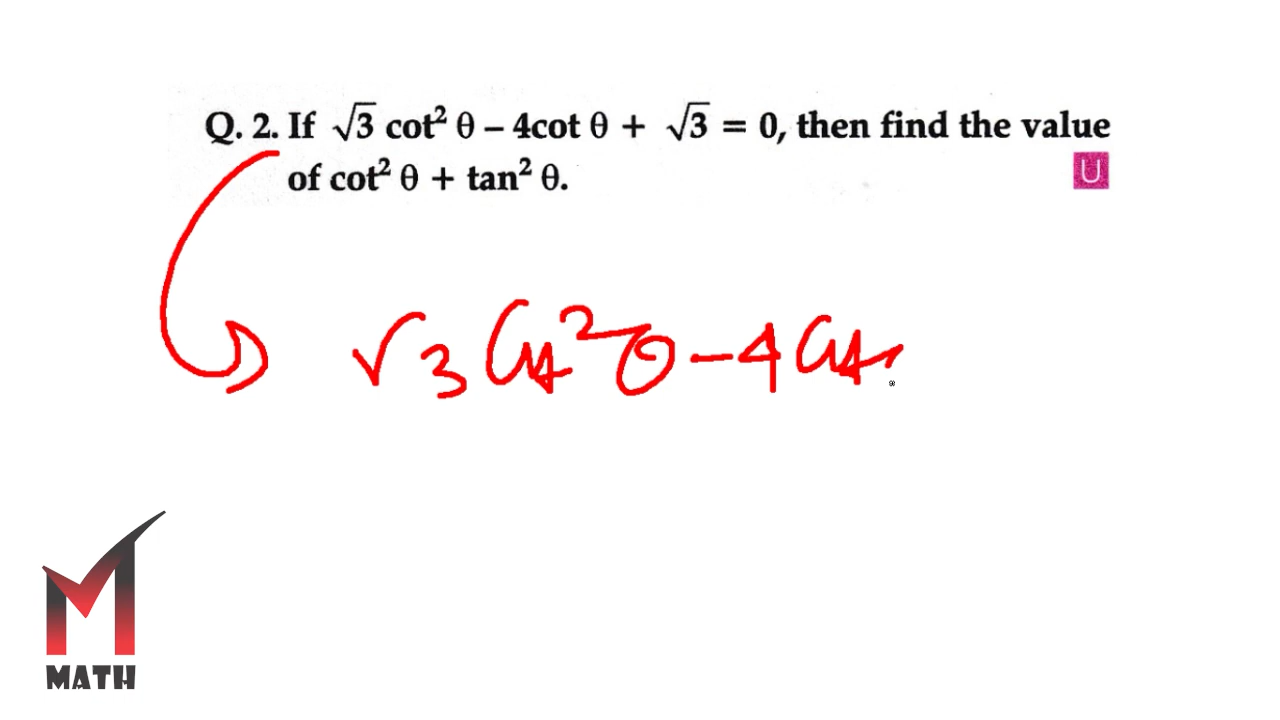 Q. 2. If √3 cot² θ – 4cot θ + √3 = 0, then find the value
of cot² θ + tan² θ.
U
√3 Cot²θ – 4 Cot
MATH